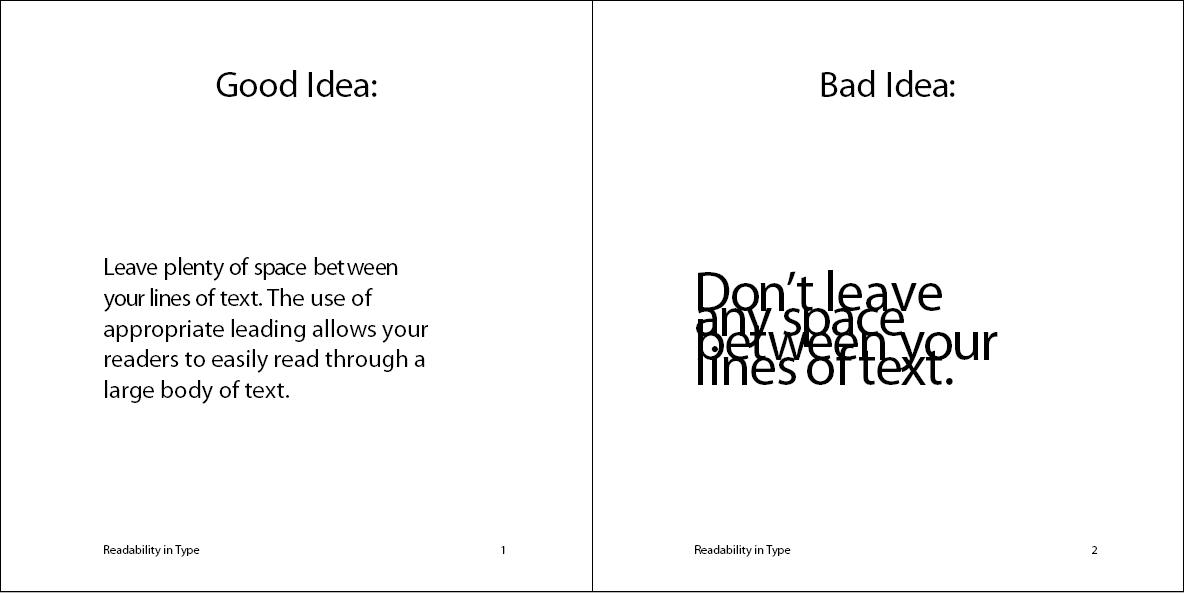 Good Idea:
Leave plenty of space between
your lines of text. The use of
appropriate leading allows your
readers to easily read through a
large body of text.
Readability in Type
1
Bad Idea:
Don’t leave
any space
between your
lines of text.
Readability in Type
2